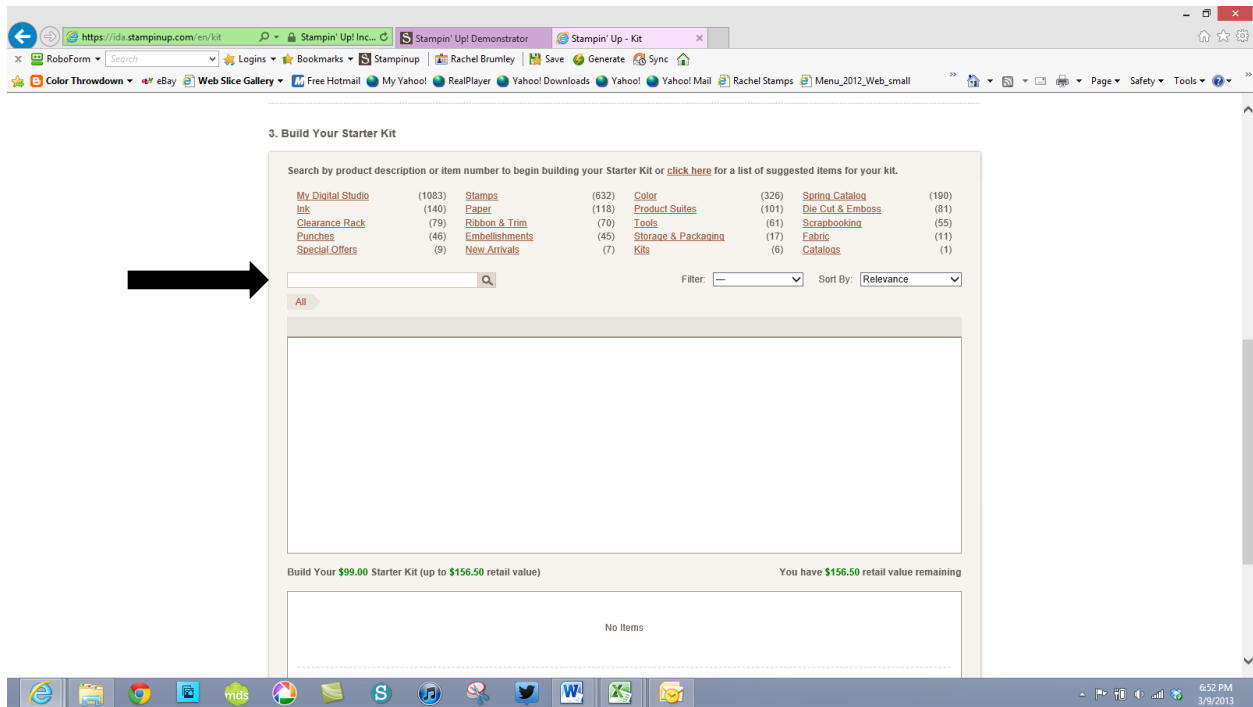 https://ida.stampinup.com/en/kit Stampin' Up! Inc... Stampin' Up! Demonstrator Stampin' Up - Kit
x RoboForm Search Logins Bookmarks Stampinup Rachel Brumley Save Generate Sync
Color Throwdown eBay Web Slice Gallery Free Hotmail My Yahoo! RealPlayer Yahoo! Downloads Yahoo! Yahoo! Mail Rachel Stamps Menu_2012_Web_small » Page Safety Tools »
3. Build Your Starter Kit
Search by product description or item number to begin building your Starter Kit or click here for a list of suggested items for your kit.
My Digital Studio (1083) Stamps (632) Color (326) Spring Catalog (190)
Ink (140) Paper (118) Product Suites (101) Die Cut & Emboss (81)
Clearance Rack (79) Ribbon & Trim (70) Tools (61) Scrapbooking (55)
Punches (46) Embellishments (45) Storage & Packaging (17) Fabric (11)
Special Offers (9) New Arrivals (7) Kits (6) Catalogs (1)
Filter: — Sort By: Relevance
All
Build Your $99.00 Starter Kit (up to $156.50 retail value) You have $156.50 retail value remaining
No Items
mds S W X
6:52 PM
3/9/2013